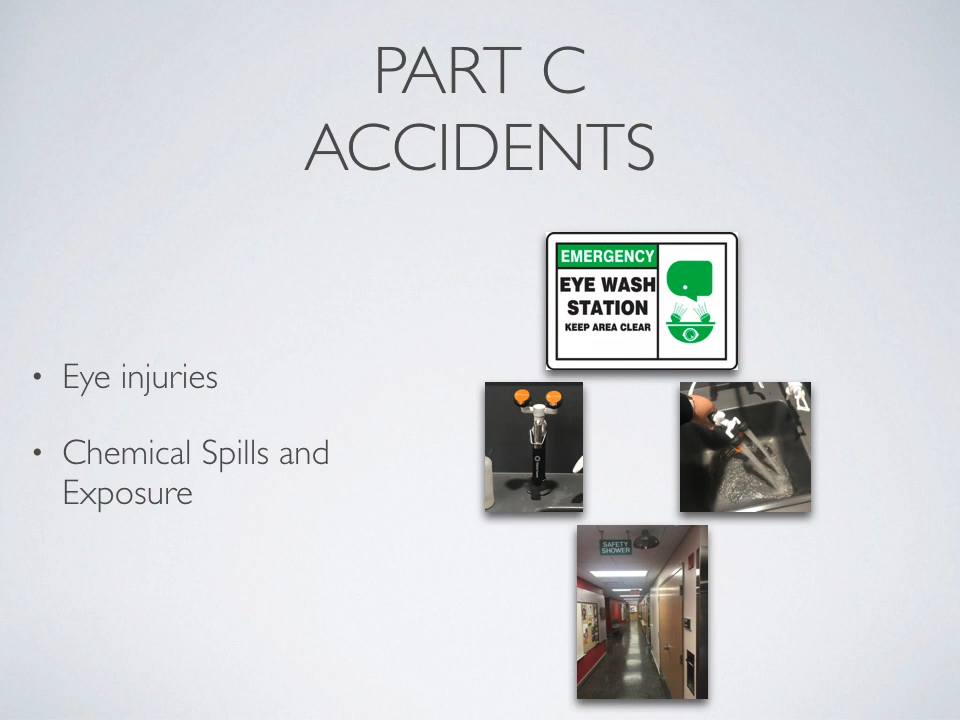 PART C
ACCIDENTS
EMERGENCY
EYE WASH
STATION
KEEP AREA CLEAR
• Eye injuries
• Chemical Spills and
Exposure
SAFETY
SHOWER